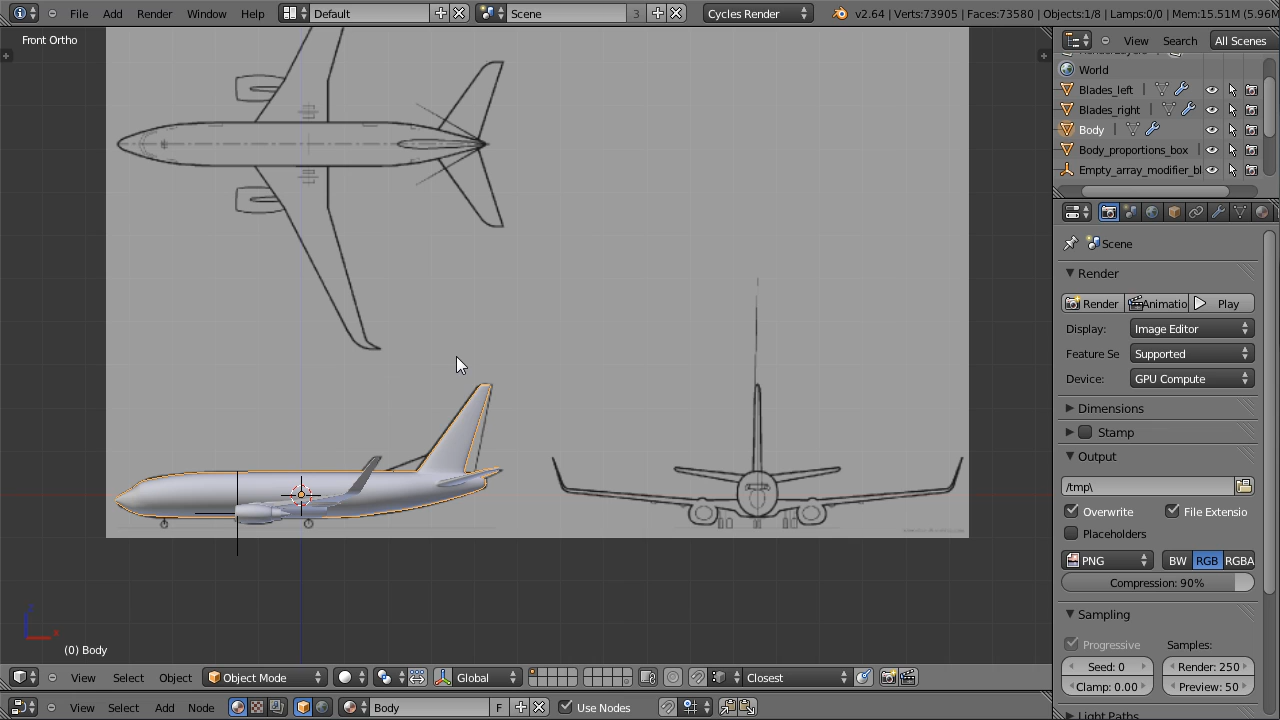 File Add Render Window Help Default Scene 3 Cycles Render v2.64 | Verts:73905 | Faces:73580 | Objects:1/8 | Lamps:0/0 | Mem:15.51M (5.96M
Front Ortho
View Search All Scenes
World
Blades_left
Blades_right
Body
Body_proportions_box
Empty_array_modifier_bl
Scene
Render
Render Animatio Play
Display: Image Editor
Feature Se Supported
Device: GPU Compute
Dimensions
Stamp
Output
/tmp\
Overwrite File Extensio
Placeholders
PNG BW RGB RGBA
Compression: 90%
Sampling
Progressive Samples:
Seed: 0 Render: 250
Clamp: 0.00 Preview: 50
Light Paths
(0) Body
View Select Object Object Mode Global Closest
View Select Add Node Body F Use Nodes